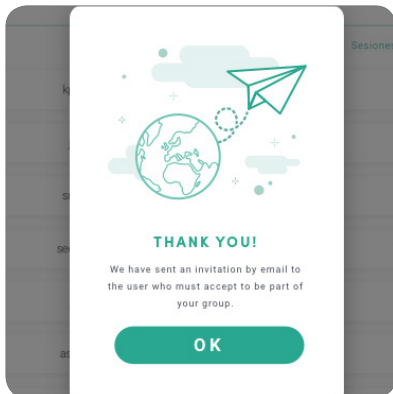 THANK YOU!
We have sent an invitation by email to
the user who must accept to be part of
your group.
OK